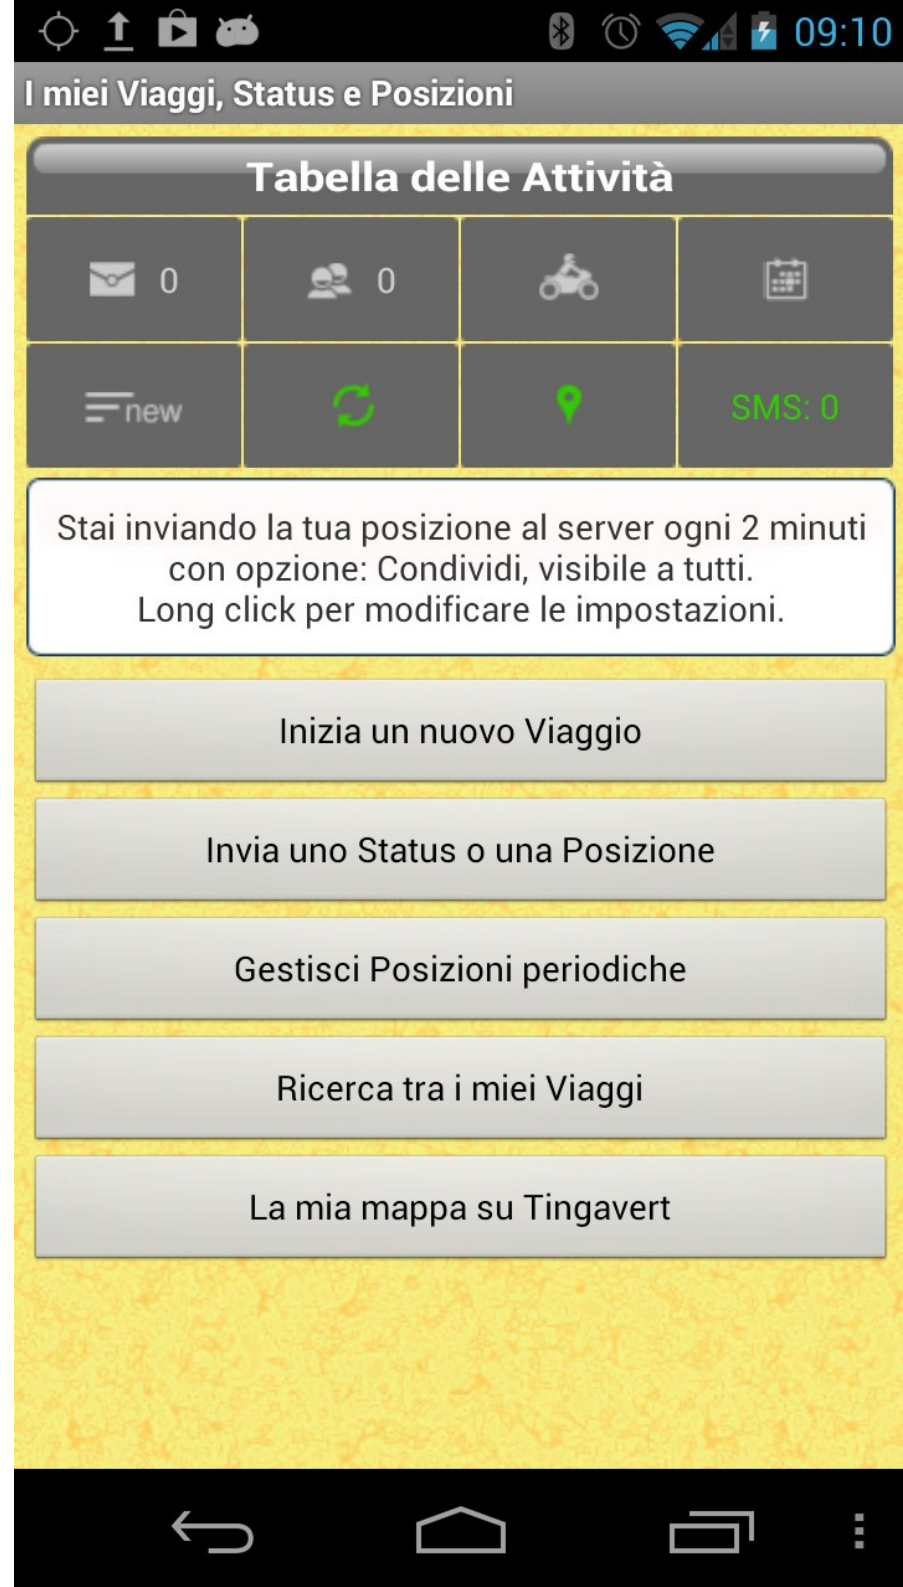 09:10
I miei Viaggi, Status e Posizioni
Tabella delle Attività
0
0
new
SMS: 0
Stai inviando la tua posizione al server ogni 2 minuti
con opzione: Condividi, visibile a tutti.
Long click per modificare le impostazioni.
Inizia un nuovo Viaggio
Invia uno Status o una Posizione
Gestisci Posizioni periodiche
Ricerca tra i miei Viaggi
La mia mappa su Tingavert